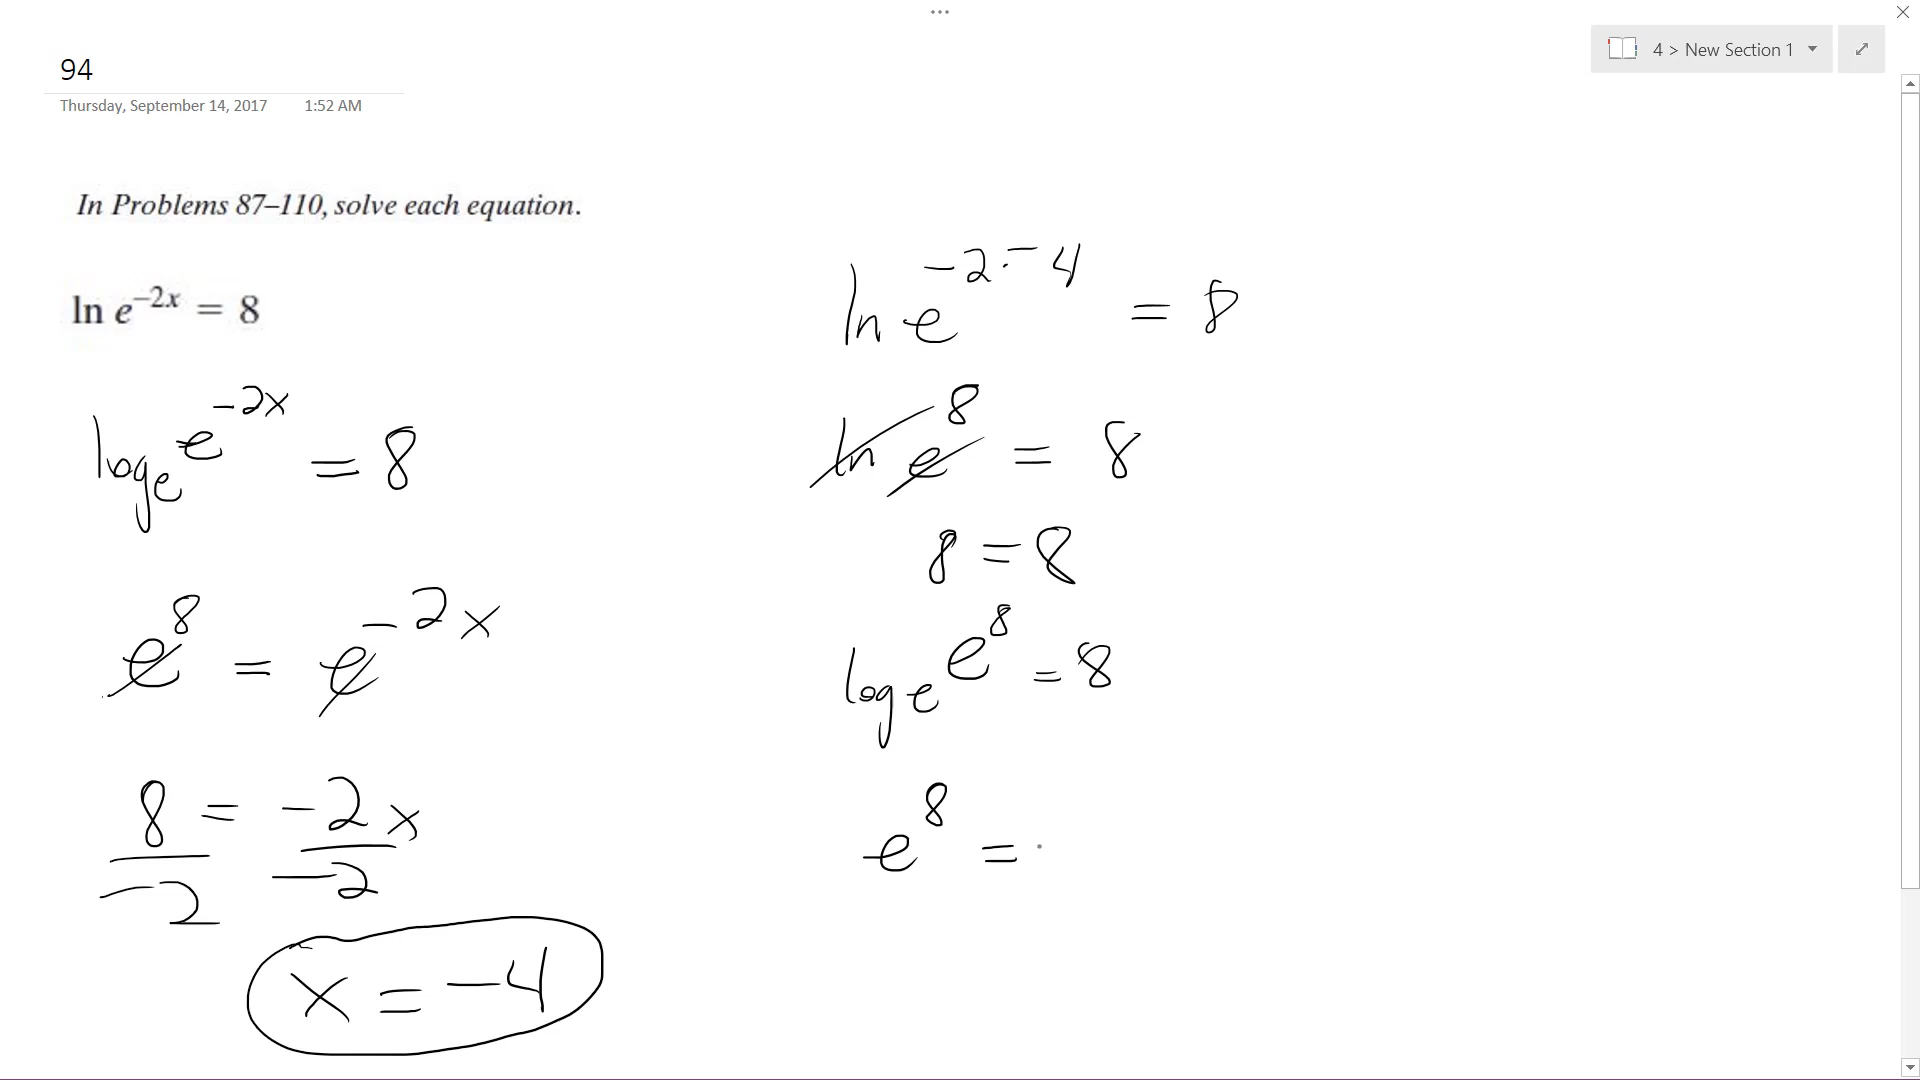 4 > New Section 1
94
Thursday, September 14, 2017 1:52 AM
In Problems 87–110, solve each equation.
ln e^{-2x} = 8
log_e e^{-2x} = 8
e^8 = e^{-2x}
8 = -2x
-2 -2
x = -4
ln e^{-2·-4} = 8
ln e^8 = 8
8 = 8
log_e e^8 = 8
e^8 =